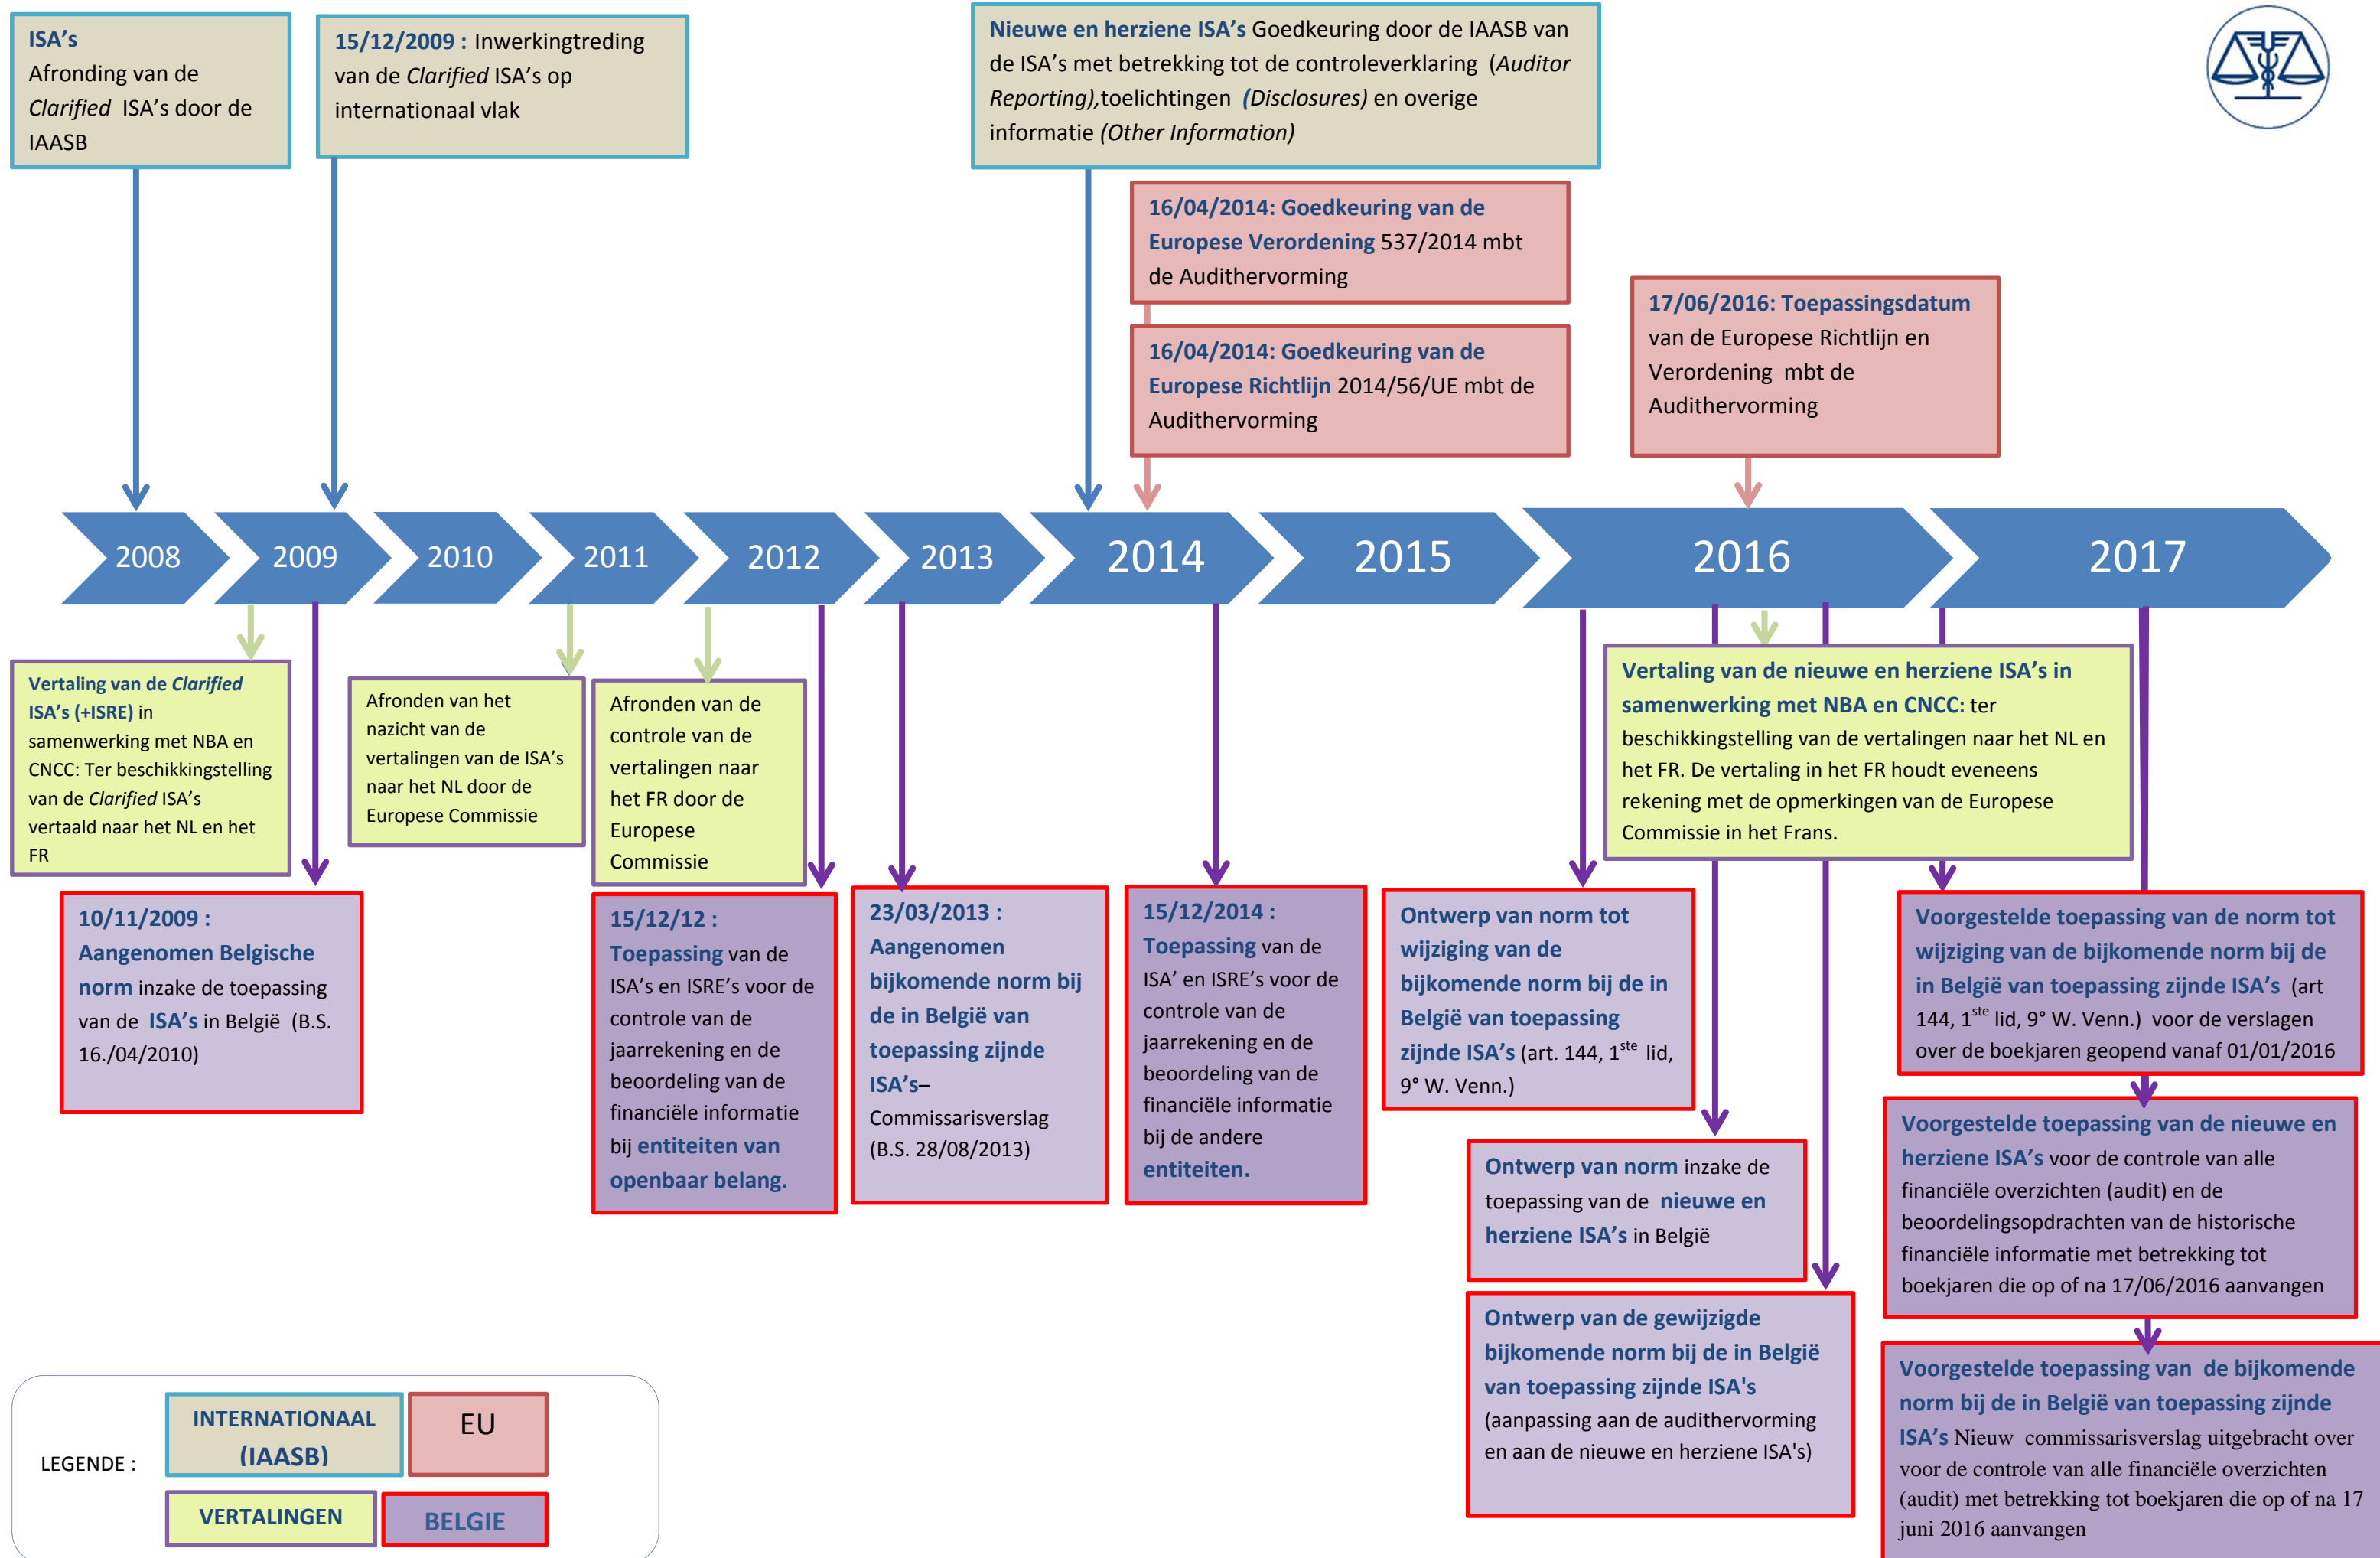 ISA’s
Afronding van de
Clarified ISA’s door de
IAASB
15/12/2009 : Inwerkingtreding
van de Clarified ISA’s op
internationaal vlak
Nieuwe en herziene ISA’s Goedkeuring door de IAASB van
de ISA’s met betrekking tot de controleverklaring (Auditor
Reporting),toelichtingen (Disclosures) en overige
informatie (Other Information)
16/04/2014: Goedkeuring van de
Europese Verordening 537/2014 mbt
de Audithervorming
16/04/2014: Goedkeuring van de
Europese Richtlijn 2014/56/UE mbt de
Audithervorming
17/06/2016: Toepassingsdatum
van de Europese Richtlijn en
Verordening mbt de
Audithervorming
2008
2009
2010
2011
2012
2013
2014
2015
2016
2017
Vertaling van de Clarified
ISA’s (+ISRE) in
samenwerking met NBA en
CNCC: Ter beschikkingstelling
van de Clarified ISA’s
vertaald naar het NL en het
FR
Afronden van het
nazicht van de
vertalingen van de ISA’s
naar het NL door de
Europese Commissie
Afronden van de
controle van de
vertalingen naar
het FR door de
Europese
Commissie
Vertaling van de nieuwe en herziene ISA’s in
samenwerking met NBA en CNCC: ter
beschikkingstelling van de vertalingen naar het NL en
het FR. De vertaling in het FR houdt eveneens
rekening met de opmerkingen van de Europese
Commissie in het Frans.
10/11/2009 :
Aangenomen Belgische
norm inzake de toepassing
van de ISA’s in België (B.S.
16./04/2010)
15/12/12 :
Toepassing van de
ISA’s en ISRE’s voor de
controle van de
jaarrekening en de
beoordeling van de
financiële informatie
bij entiteiten van
openbaar belang.
23/03/2013 :
Aangenomen
bijkomende norm bij
de in België van
toepassing zijnde
ISA’s–
Commissarisverslag
(B.S. 28/08/2013)
15/12/2014 :
Toepassing van de
ISA’ en ISRE’s voor de
controle van de
jaarrekening en de
beoordeling van de
financiële informatie
bij de andere
entiteiten.
Ontwerp van norm tot
wijziging van de
bijkomende norm bij de in
België van toepassing
zijnde ISA’s (art. 144, 1ste lid,
9° W. Venn.)
Ontwerp van norm inzake de
toepassing van de nieuwe en
herziene ISA’s in België
Ontwerp van de gewijzigde
bijkomende norm bij de in België
van toepassing zijnde ISA's
(aanpassing aan de audithervorming
en aan de nieuwe en herziene ISA's)
Voorgestelde toepassing van de norm tot
wijziging van de bijkomende norm bij de
in België van toepassing zijnde ISA’s (art
144, 1ste lid, 9° W. Venn.) voor de verslagen
over de boekjaren geopend vanaf 01/01/2016
Voorgestelde toepassing van de nieuwe en
herziene ISA’s voor de controle van alle
financiële overzichten (audit) en de
beoordelingsopdrachten van de historische
financiële informatie met betrekking tot
boekjaren die op of na 17/06/2016 aanvangen
Voorgestelde toepassing van de bijkomende
norm bij de in België van toepassing zijnde
ISA’s Nieuw commissarisverslag uitgebracht over
voor de controle van alle financiële overzichten
(audit) met betrekking tot boekjaren die op of na 17
juni 2016 aanvangen
LEGENDE :
INTERNATIONAAL
(IAASB)
EU
VERTALINGEN
BELGIE